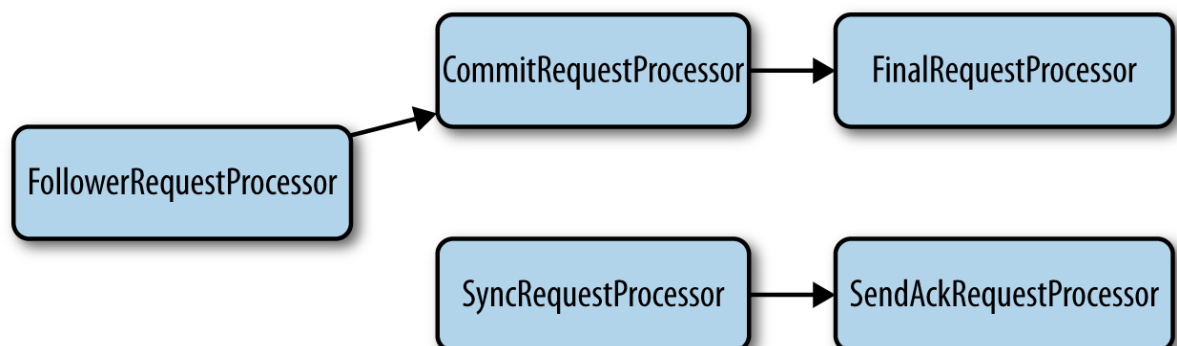 CommitRequestProcessor
FinalRequestProcessor
FollowerRequestProcessor
SyncRequestProcessor
SendAckRequestProcessor